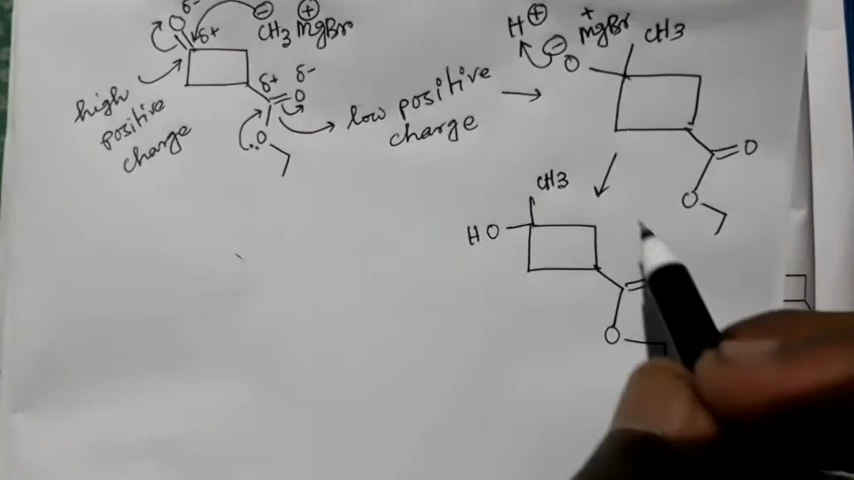 O δ-
δ+
⊖
CH3
⊕
MgBr
high
positive
charge
δ+
δ-
O
:O
low positive
charge
H⊕
⊖
O
+
MgBr
CH3
O
O
CH3
HO
O